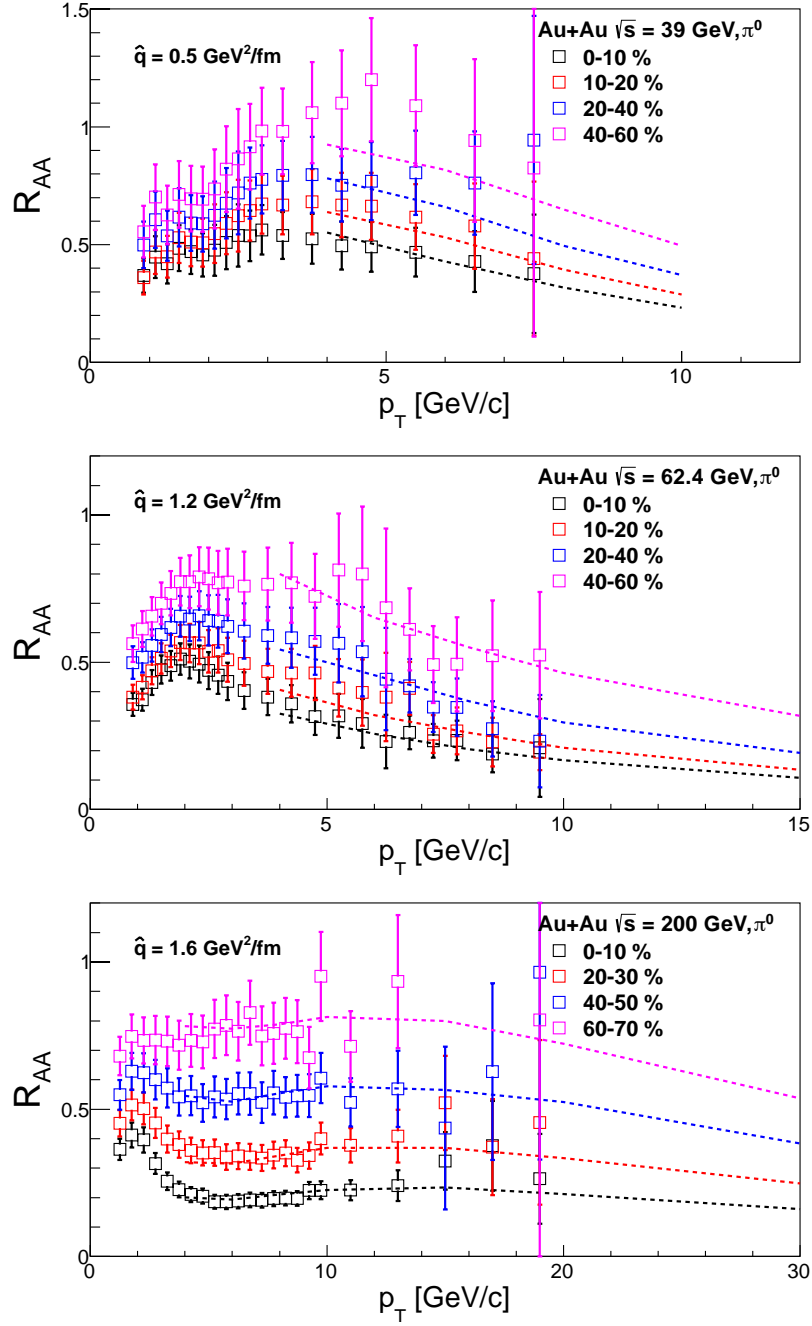 1.5
q̂ = 0.5 GeV²/fm
Au+Au √s = 39 GeV,π⁰
0-10 %
10-20 %
20-40 %
40-60 %
1
0.5
0
R_AA
0 5 10
p_T [GeV/c]
q̂ = 1.2 GeV²/fm
Au+Au √s = 62.4 GeV,π⁰
0-10 %
10-20 %
20-40 %
40-60 %
1
0.5
0
R_AA
0 5 10 15
p_T [GeV/c]
q̂ = 1.6 GeV²/fm
Au+Au √s = 200 GeV,π⁰
0-10 %
20-30 %
40-50 %
60-70 %
1
0.5
0
R_AA
0 10 20 30
p_T [GeV/c]